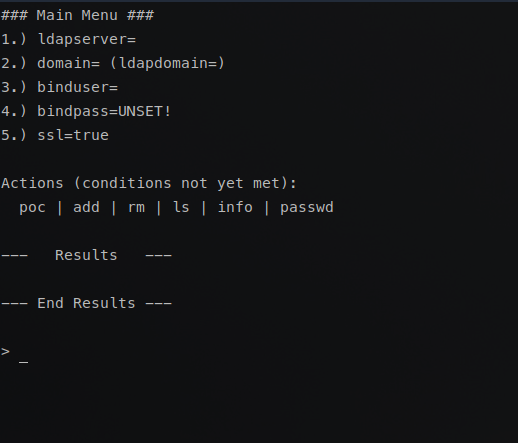 ### Main Menu ###
1.) ldapserver=
2.) domain= (ldapdomain=)
3.) binduser=
4.) bindpass=UNSET!
5.) ssl=true
Actions (conditions not yet met):
  poc | add | rm | ls | info | passwd
---   Results   ---
--- End Results ---
> _